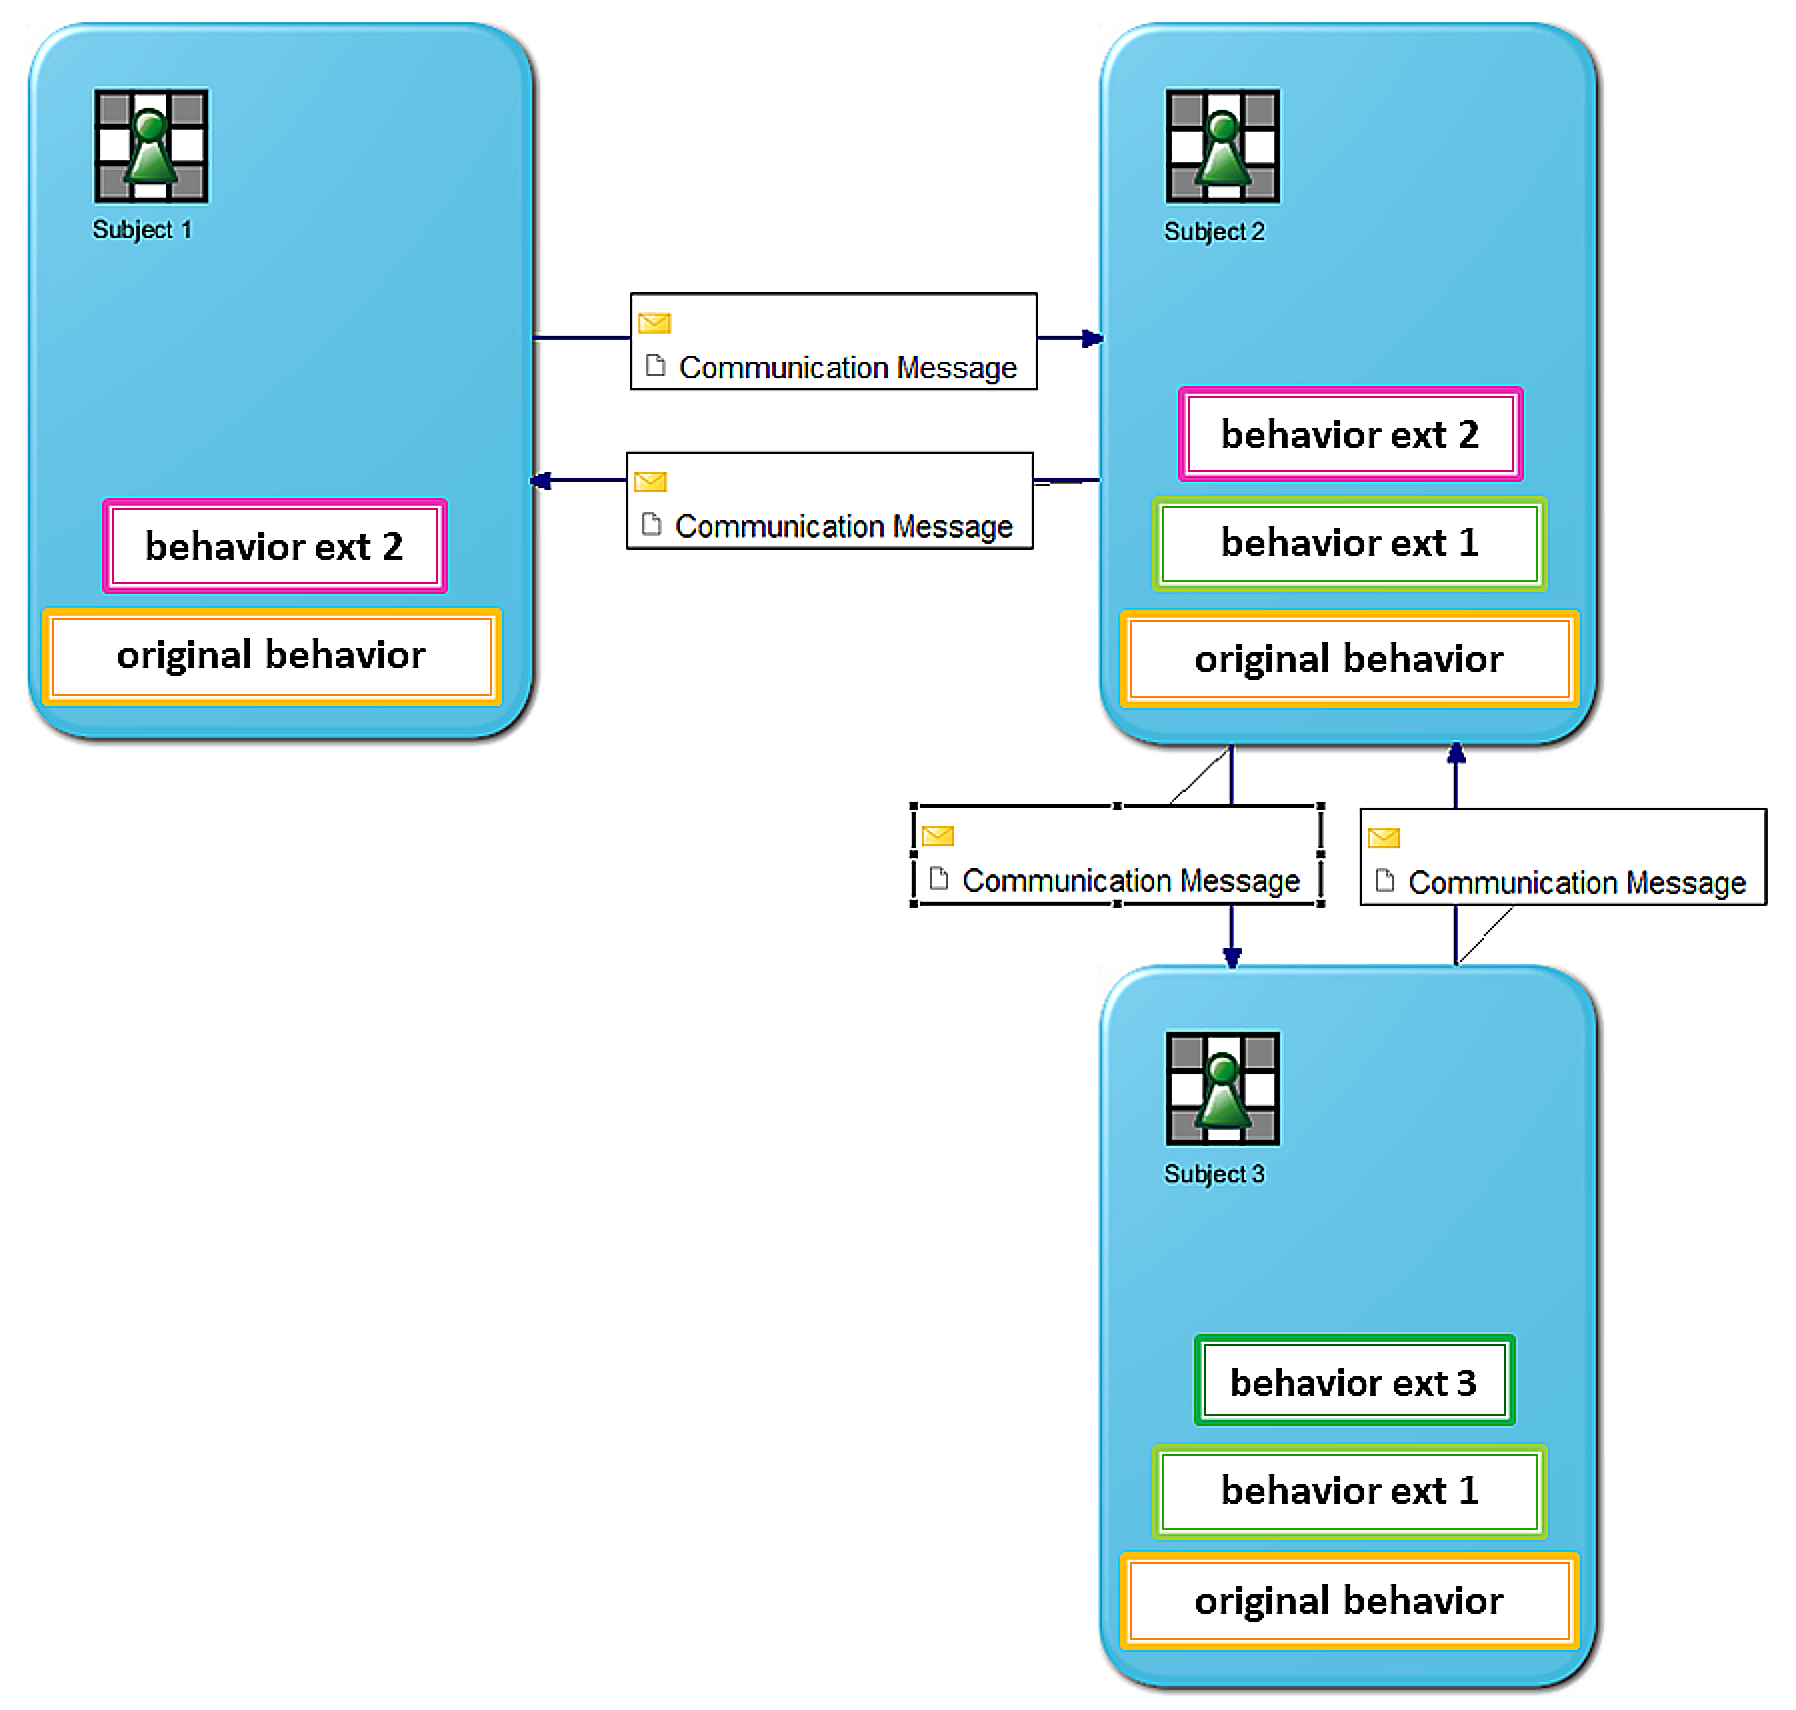 Subject 1
Subject 2
Communication Message
behavior ext 2
Communication Message
behavior ext 1
behavior ext 2
original behavior
original behavior
Communication Message
Communication Message
Subject 3
behavior ext 3
behavior ext 1
original behavior